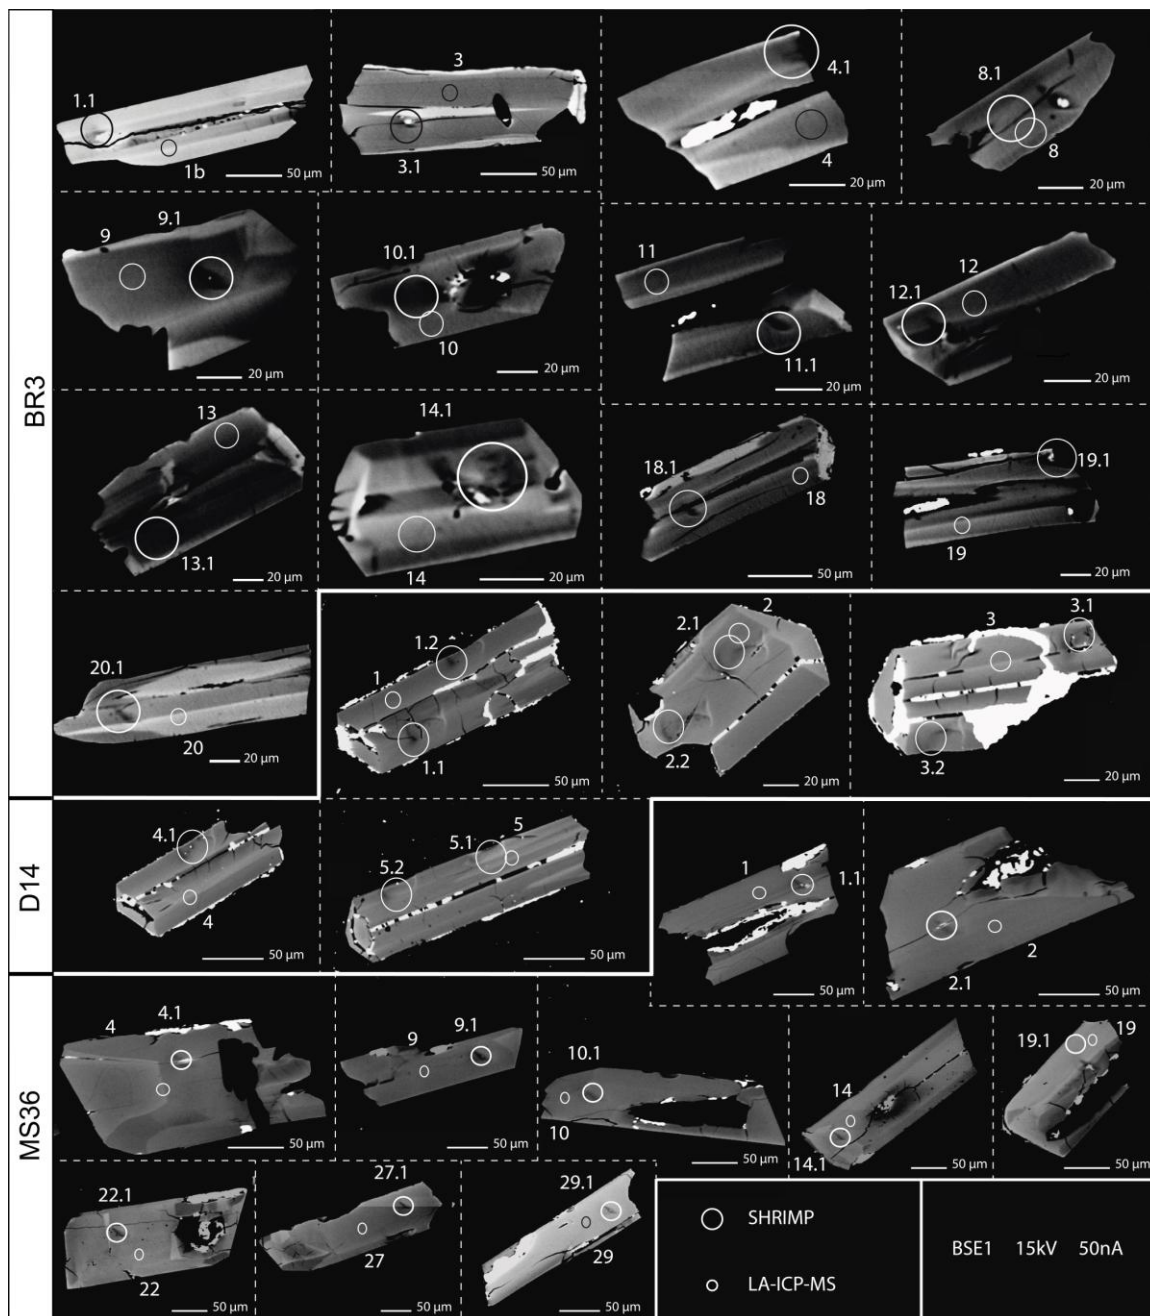 BR3
1.1
1b
50 µm
3
3.1
50 µm
4.1
4
20 µm
8.1
8
20 µm
9
9.1
20 µm
10.1
10
20 µm
11
11.1
20 µm
12
12.1
20 µm
13
13.1
20 µm
14.1
14
20 µm
18.1
18
50 µm
19.1
19
20 µm
20.1
20
20 µm
1
1.2
1.1
50 µm
2
2.1
2.2
20 µm
3
3.1
3.2
20 µm
D14
4.1
4
50 µm
5
5.1
5.2
50 µm
1
1.1
50 µm
2
2.1
50 µm
MS36
4
4.1
50 µm
9
9.1
50 µm
10.1
10
50 µm
14
14.1
50 µm
19.1
19
50 µm
22.1
22
50 µm
27.1
27
50 µm
29.1
29
50 µm
SHRIMP
LA-ICP-MS
BSE1 15kV 50nA